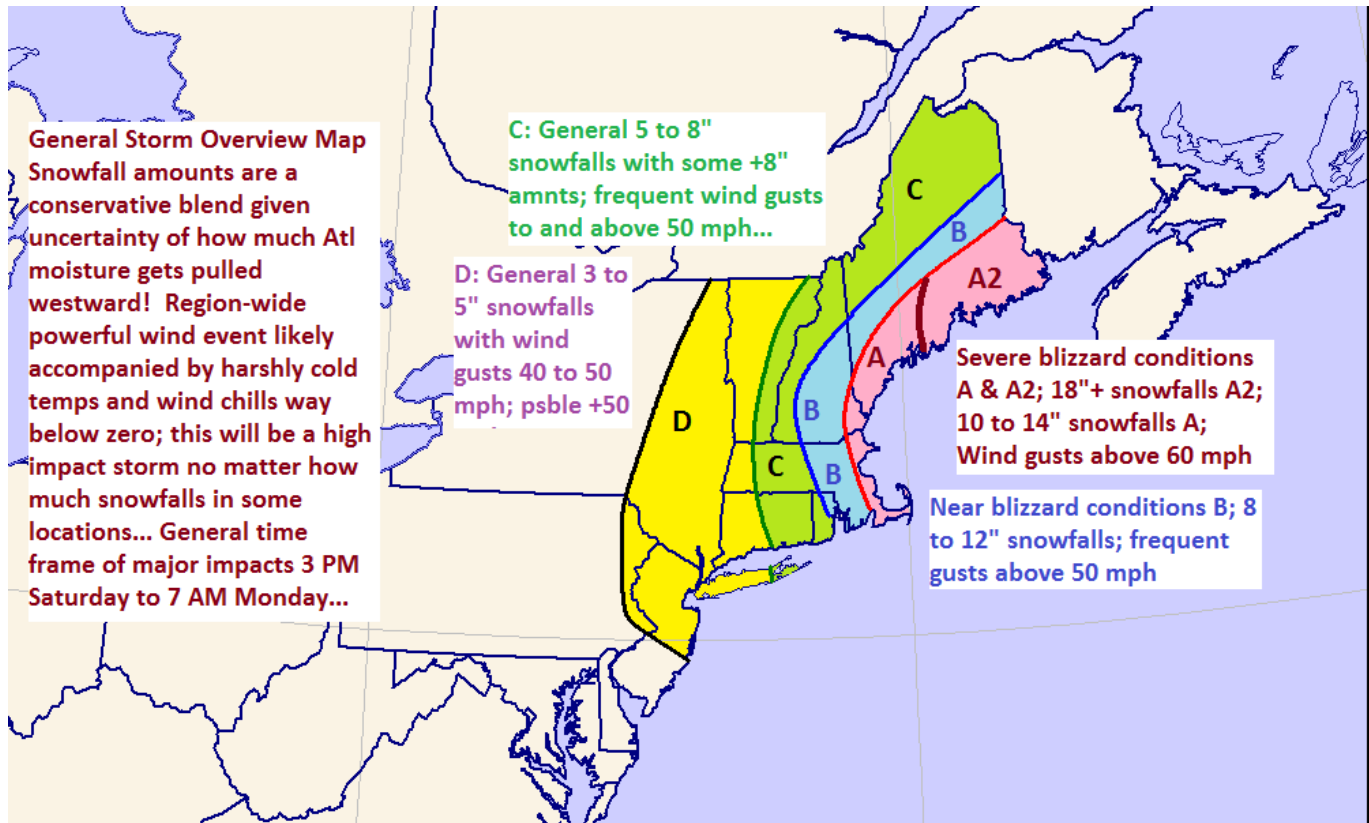 General Storm Overview Map
Snowfall amounts are a
conservative blend given
uncertainty of how much Atl
moisture gets pulled
westward!  Region-wide
powerful wind event likely
accompanied by harshly cold
temps and wind chills way
below zero; this will be a high
impact storm no matter how
much snowfalls in some
locations... General time
frame of major impacts 3 PM
Saturday to 7 AM Monday...
C: General 5 to 8"
snowfalls with some +8"
amnts; frequent wind gusts
to and above 50 mph...
D: General 3 to
5" snowfalls
with wind
gusts 40 to 50
mph; psble +50
C
B
A2
A
B
D
C
B
Severe blizzard conditions
A & A2; 18"+ snowfalls A2;
10 to 14" snowfalls A;
Wind gusts above 60 mph
Near blizzard conditions B; 8
to 12" snowfalls; frequent
gusts above 50 mph